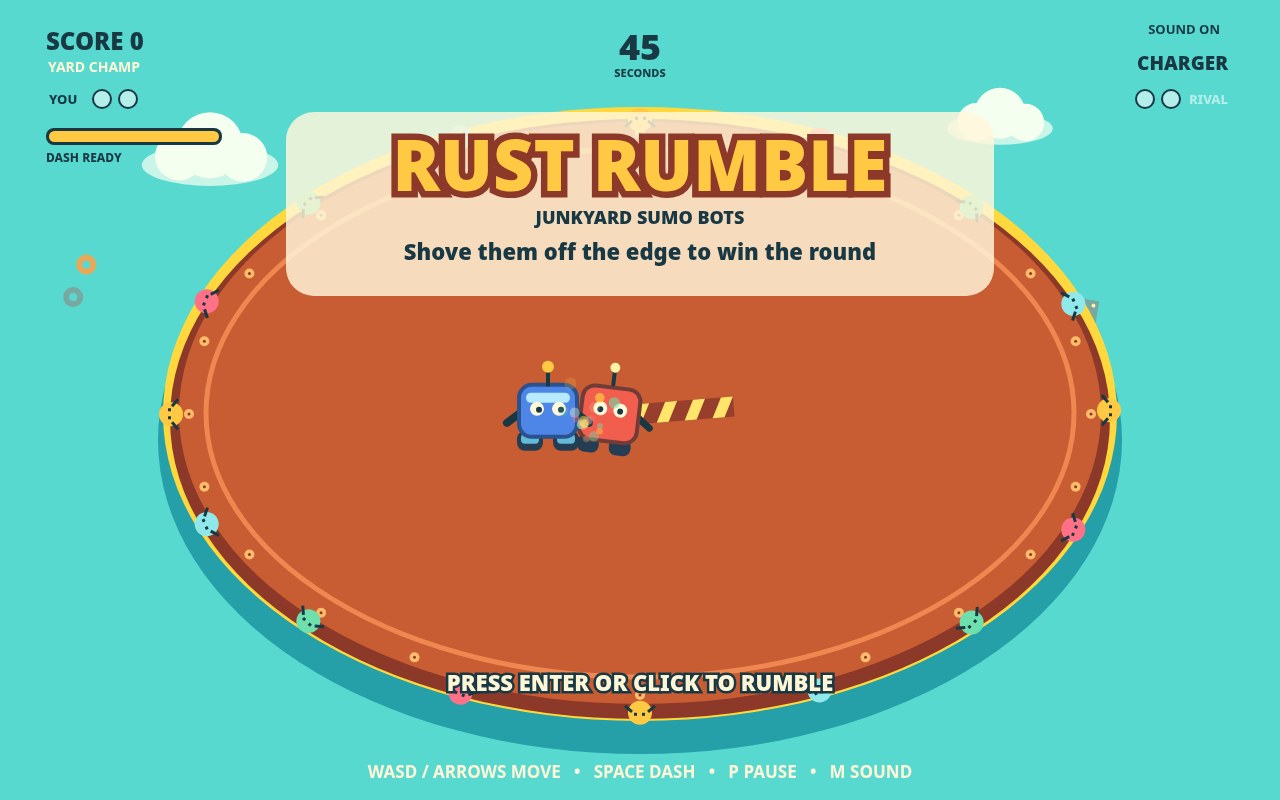 SCORE 0
YARD CHAMP
YOU
DASH READY
45
SECONDS
SOUND ON
CHARGER
RIVAL
RUST RUMBLE
JUNKYARD SUMO BOTS
Shove them off the edge to win the round
PRESS ENTER OR CLICK TO RUMBLE
WASD / ARROWS MOVE • SPACE DASH • P PAUSE • M SOUND